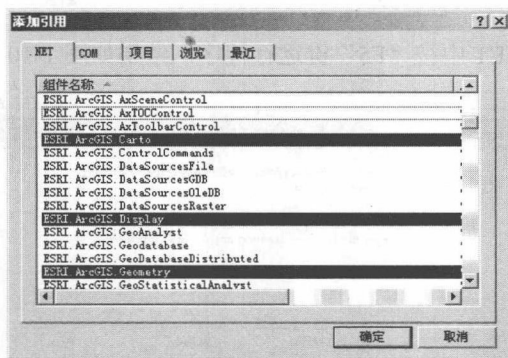 添加引用
.NET COM 项目 浏览 最近
组件名称
ESRI.ArcGIS.AxSceneControl
ESRI.ArcGIS.AxTOCControl
ESRI.ArcGIS.AxToolbarControl
ESRI.ArcGIS.Carto
ESRI.ArcGIS.ControlCommands
ESRI.ArcGIS.DataSourcesFile
ESRI.ArcGIS.DataSourcesGDB
ESRI.ArcGIS.DataSourcesOleDB
ESRI.ArcGIS.DataSourcesRaster
ESRI.ArcGIS.Display
ESRI.ArcGIS.GeoAnalyst
ESRI.ArcGIS.Geodatabase
ESRI.ArcGIS.GeoDatabaseDistributed
ESRI.ArcGIS.Geometry
ESRI.ArcGIS.GeoStatisticalAnalyst
确定 取消